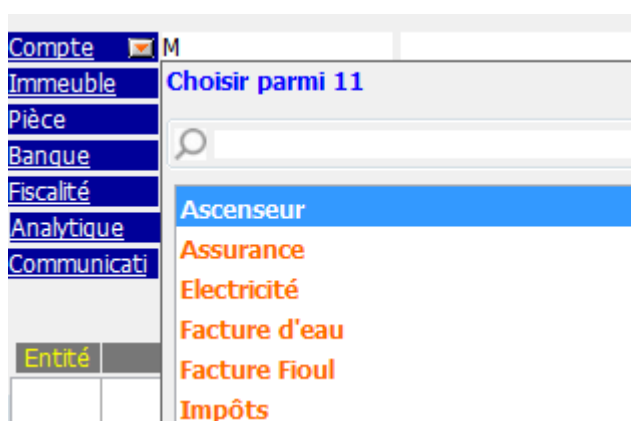 Compte M
Immeuble
Choisir parmi 11
Pièce
Banque
Fiscalité
Analytique
Communicati
Ascenseur
Assurance
Electricité
Facture d'eau
Facture Fioul
Impôts
Entité